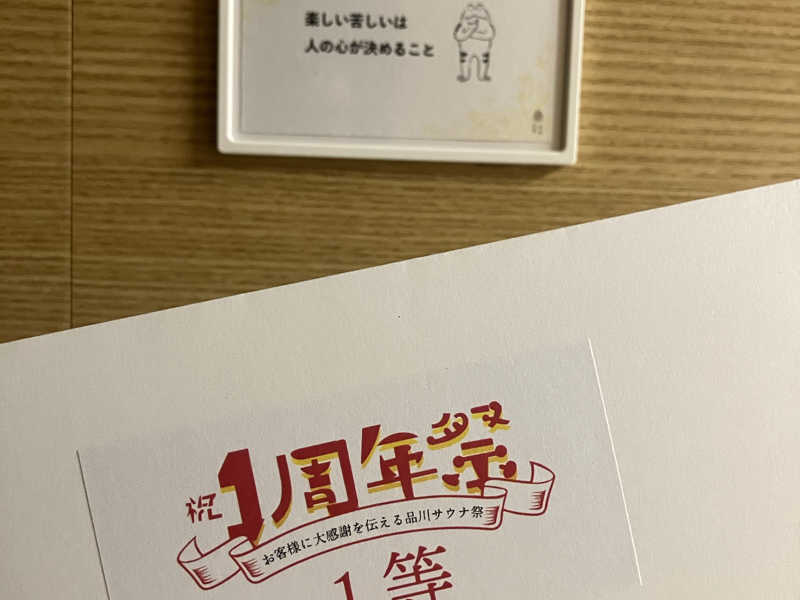 楽しい苦しいは
人の心が決めること
祝
1周年祭
お客様に大感謝を伝える品川サウナ祭
1等